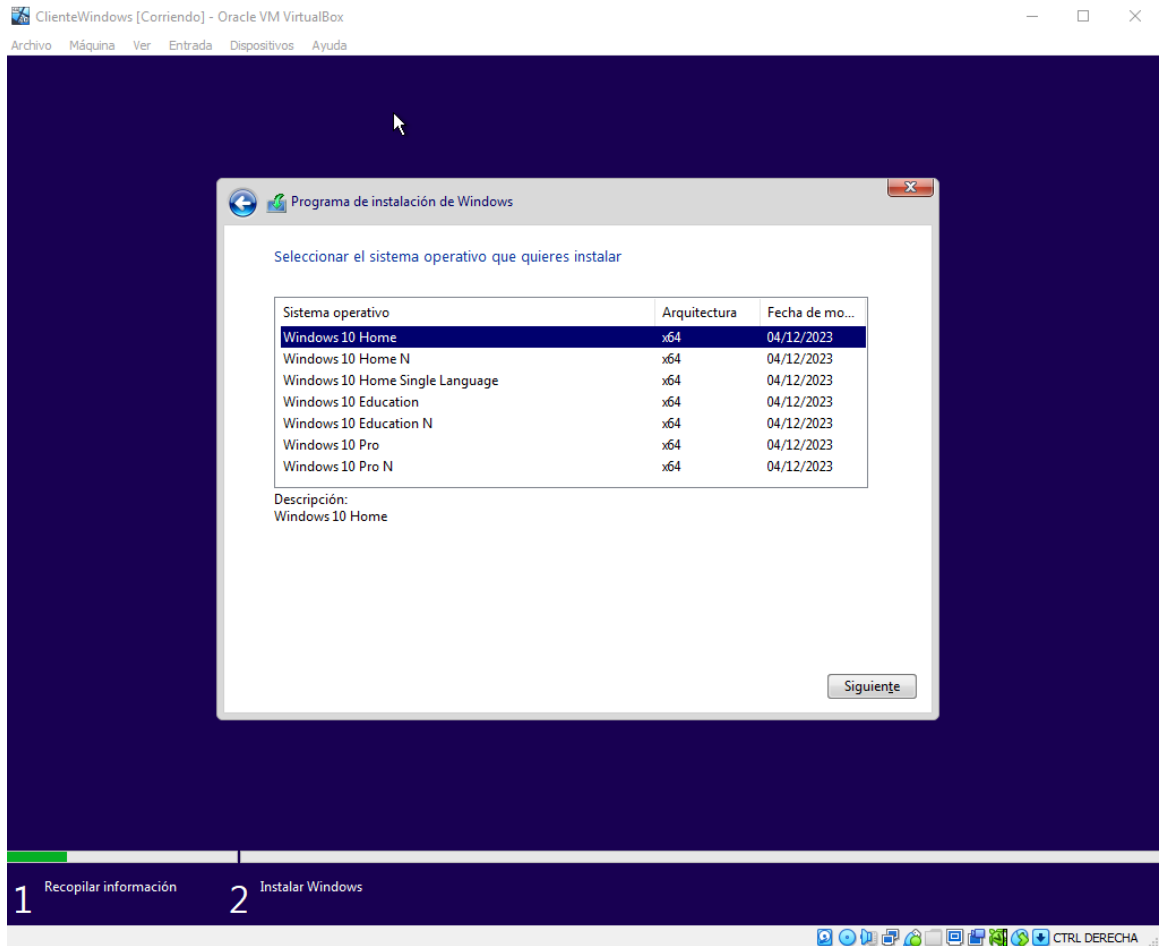 ClienteWindows [Corriendo] - Oracle VM VirtualBox
Archivo Máquina Ver Entrada Dispositivos Ayuda
Programa de instalación de Windows
Seleccionar el sistema operativo que quieres instalar
Sistema operativo Arquitectura Fecha de mo...
Windows 10 Home x64 04/12/2023
Windows 10 Home N x64 04/12/2023
Windows 10 Home Single Language x64 04/12/2023
Windows 10 Education x64 04/12/2023
Windows 10 Education N x64 04/12/2023
Windows 10 Pro x64 04/12/2023
Windows 10 Pro N x64 04/12/2023
Descripción:
Windows 10 Home
Siguiente
1 Recopilar información 2 Instalar Windows
CTRL DERECHA